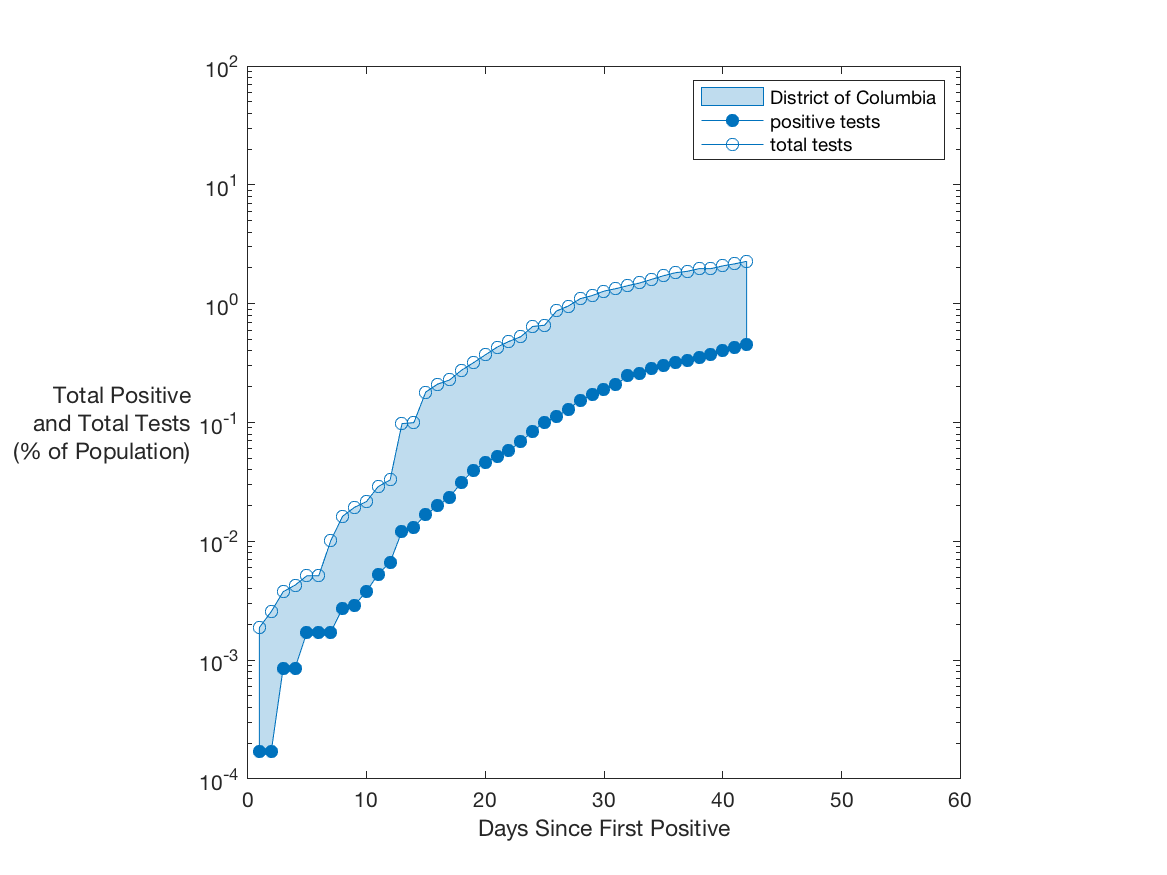 10^2
10^1
10^0
10^-1
10^-2
10^-3
10^-4
Total Positive
and Total Tests
(% of Population)
District of Columbia
positive tests
total tests
0 10 20 30 40 50 60
Days Since First Positive